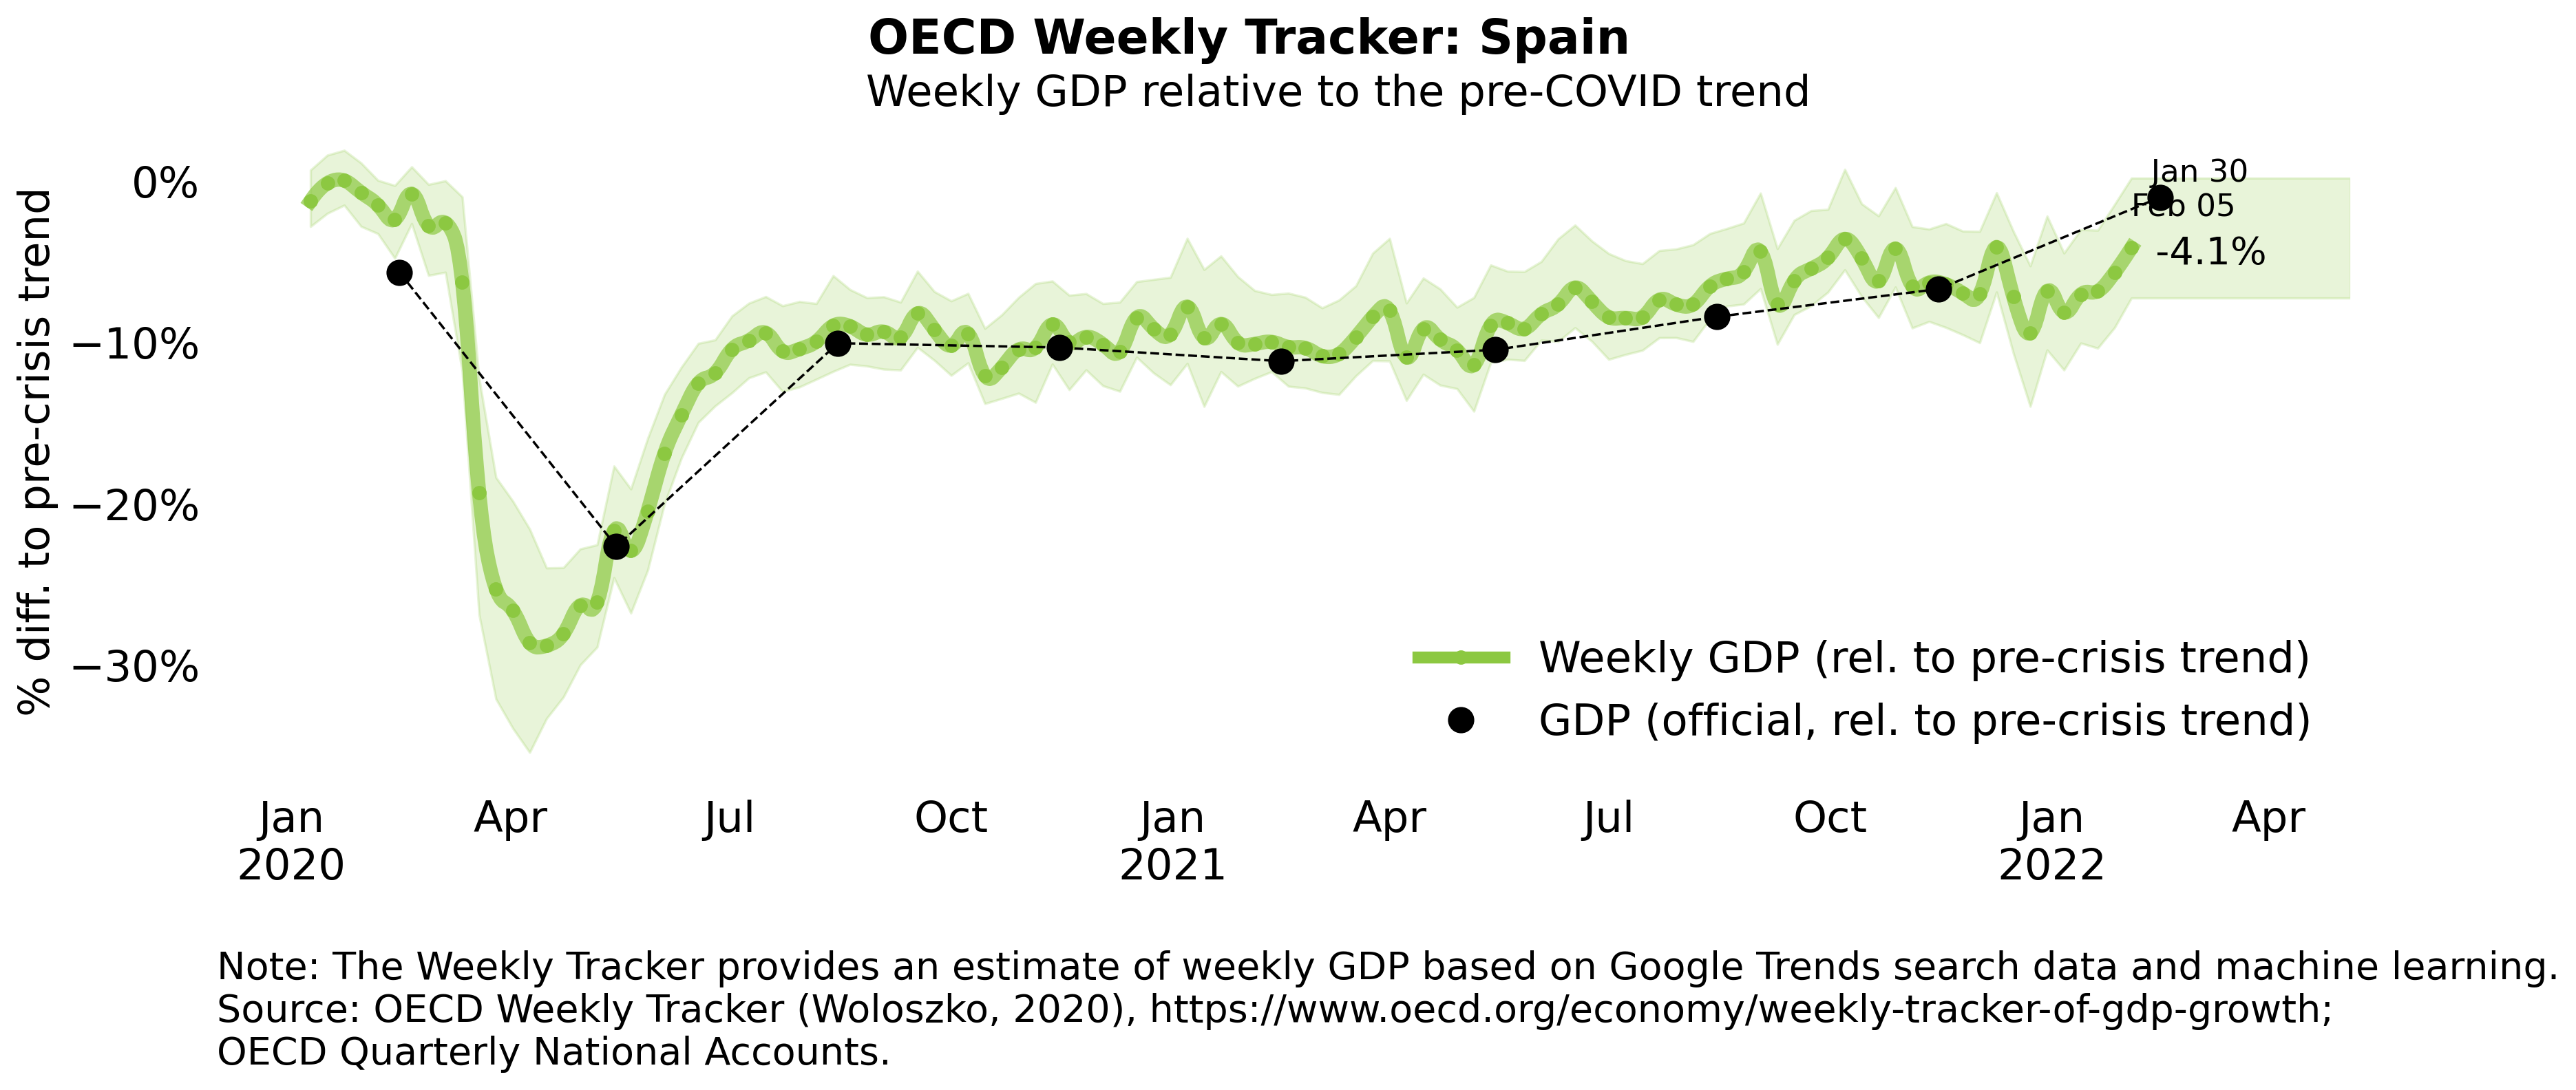 OECD Weekly Tracker: Spain
Weekly GDP relative to the pre-COVID trend
% diff. to pre-crisis trend
0%
−10%
−20%
−30%
Jan 30
Feb 05
-4.1%
Weekly GDP (rel. to pre-crisis trend)
GDP (official, rel. to pre-crisis trend)
Jan Apr Jul Oct Jan Apr Jul Oct Jan Apr
2020 2021 2022
Note: The Weekly Tracker provides an estimate of weekly GDP based on Google Trends search data and machine learning.
Source: OECD Weekly Tracker (Woloszko, 2020), https://www.oecd.org/economy/weekly-tracker-of-gdp-growth;
OECD Quarterly National Accounts.